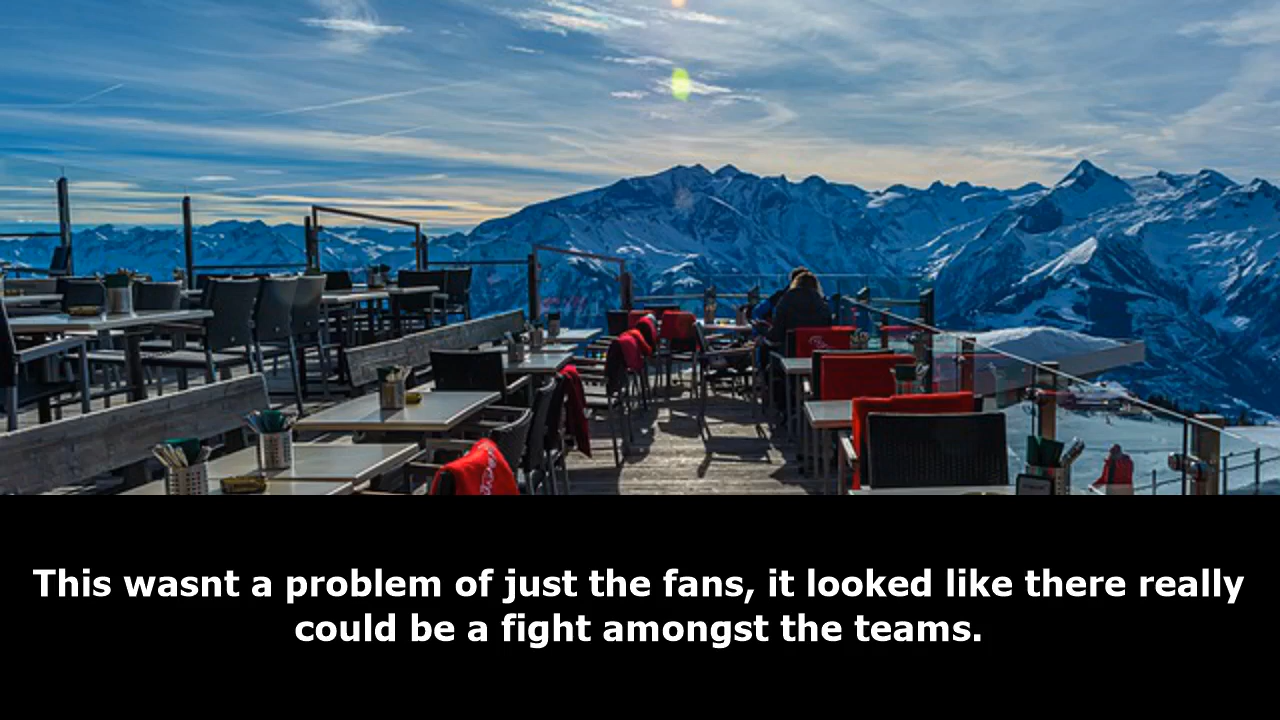 This wasnt a problem of just the fans, it looked like there really
could be a fight amongst the teams.